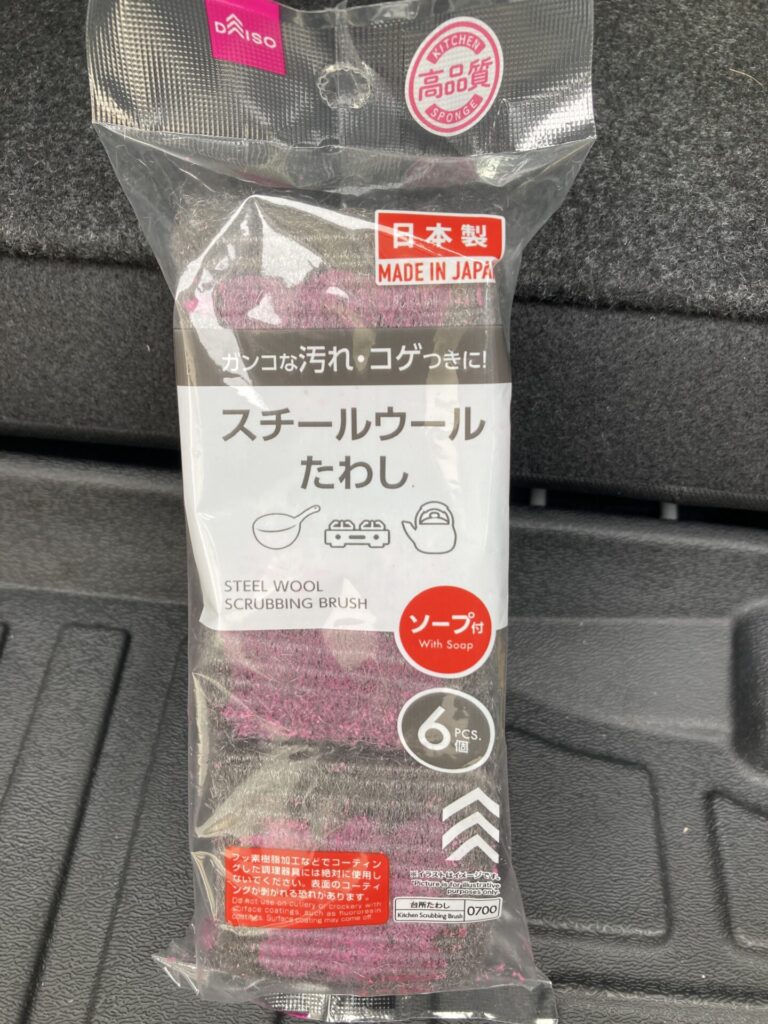 DAISO
KITCHEN
高品質
SPONGE
日本製
MADE IN JAPAN
ガンコな汚れ・コゲつきに!
スチールウール
たわし
STEEL WOOL
SCRUBBING BRUSH
ソープ付
With Soap
6 PCS.
個
フッ素樹脂加工などでコーティン
グした調理器具には絶対に使用し
ないでください。表面のコーティ
ングが剥がれる恐れがあります。
Do not use on cutlery or crockery with
surface coatings, such as fluororesin
coatings. Surface coating may come off.
※イラストはイメージです。
*Picture is for illustrative
purposes only.
台所たわし
Kitchen Scrubbing Brush
0700